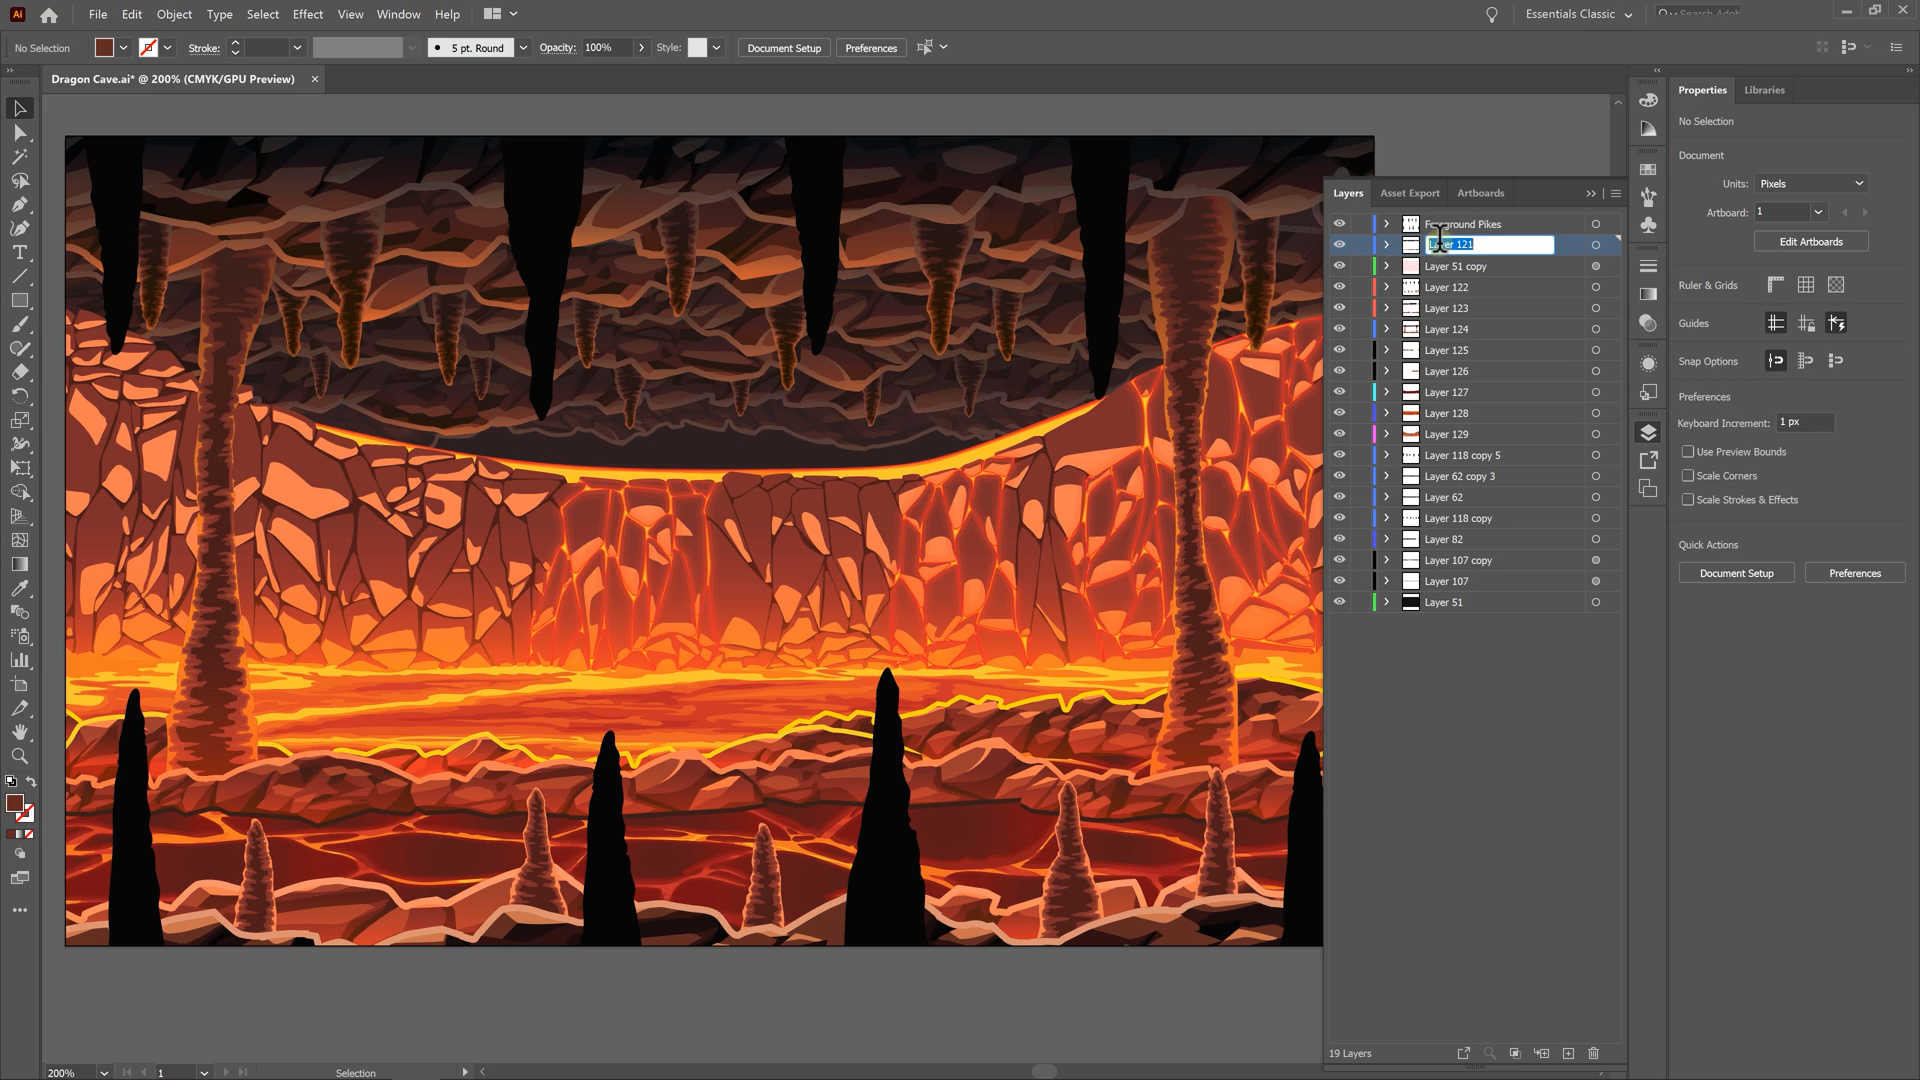 Ai File Edit Object Type Select Effect View Window Help Essentials Classic Search Adob
No Selection Stroke: 5 pt. Round Opacity: 100% Style: Document Setup Preferences
Dragon Cave.ai* @ 200% (CMYK/GPU Preview)
Layers Asset Export Artboards
Foreground Pikes
Layer 121
Layer 51 copy
Layer 122
Layer 123
Layer 124
Layer 125
Layer 126
Layer 127
Layer 128
Layer 129
Layer 118 copy 5
Layer 62 copy 3
Layer 62
Layer 118 copy
Layer 82
Layer 107 copy
Layer 107
Layer 51
19 Layers
Properties Libraries
No Selection
Document
Units: Pixels
Artboard: 1
Edit Artboards
Ruler & Grids
Guides
Snap Options
Preferences
Keyboard Increment: 1 px
Use Preview Bounds
Scale Corners
Scale Strokes & Effects
Quick Actions
Document Setup Preferences
200% 1 Selection